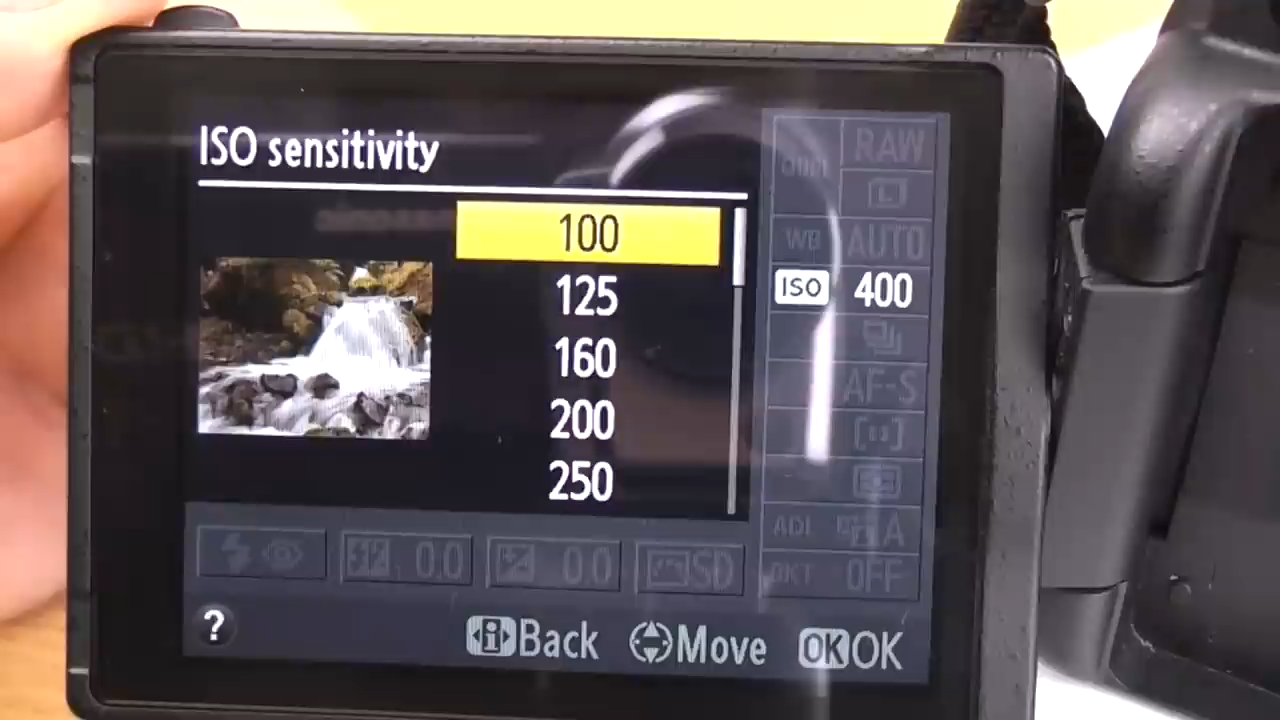 ISO sensitivity
100
125
160
200
250
RAW
L
WB AUTO
ISO 400
AF-S
ADL A
BKT OFF
0.0
0.0
SD
? i Back Move OK OK